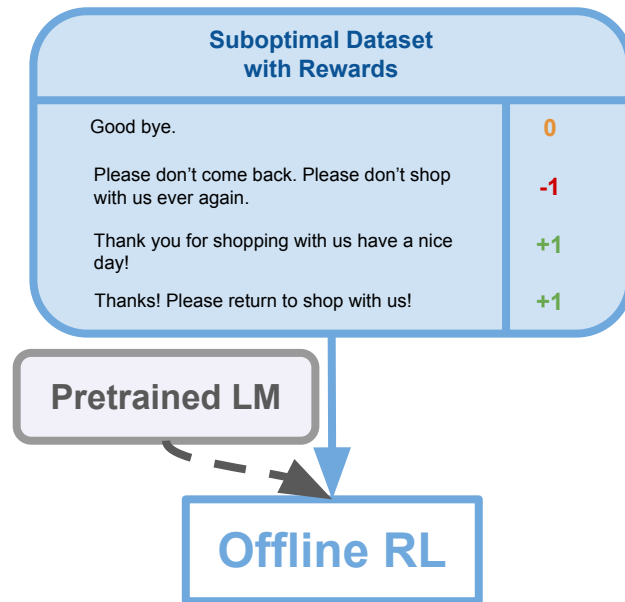 Suboptimal Dataset
with Rewards
Good bye.
0
Please don’t come back. Please don’t shop
with us ever again.
-1
Thank you for shopping with us have a nice
day!
+1
Thanks! Please return to shop with us!
+1
Pretrained LM
Offline RL